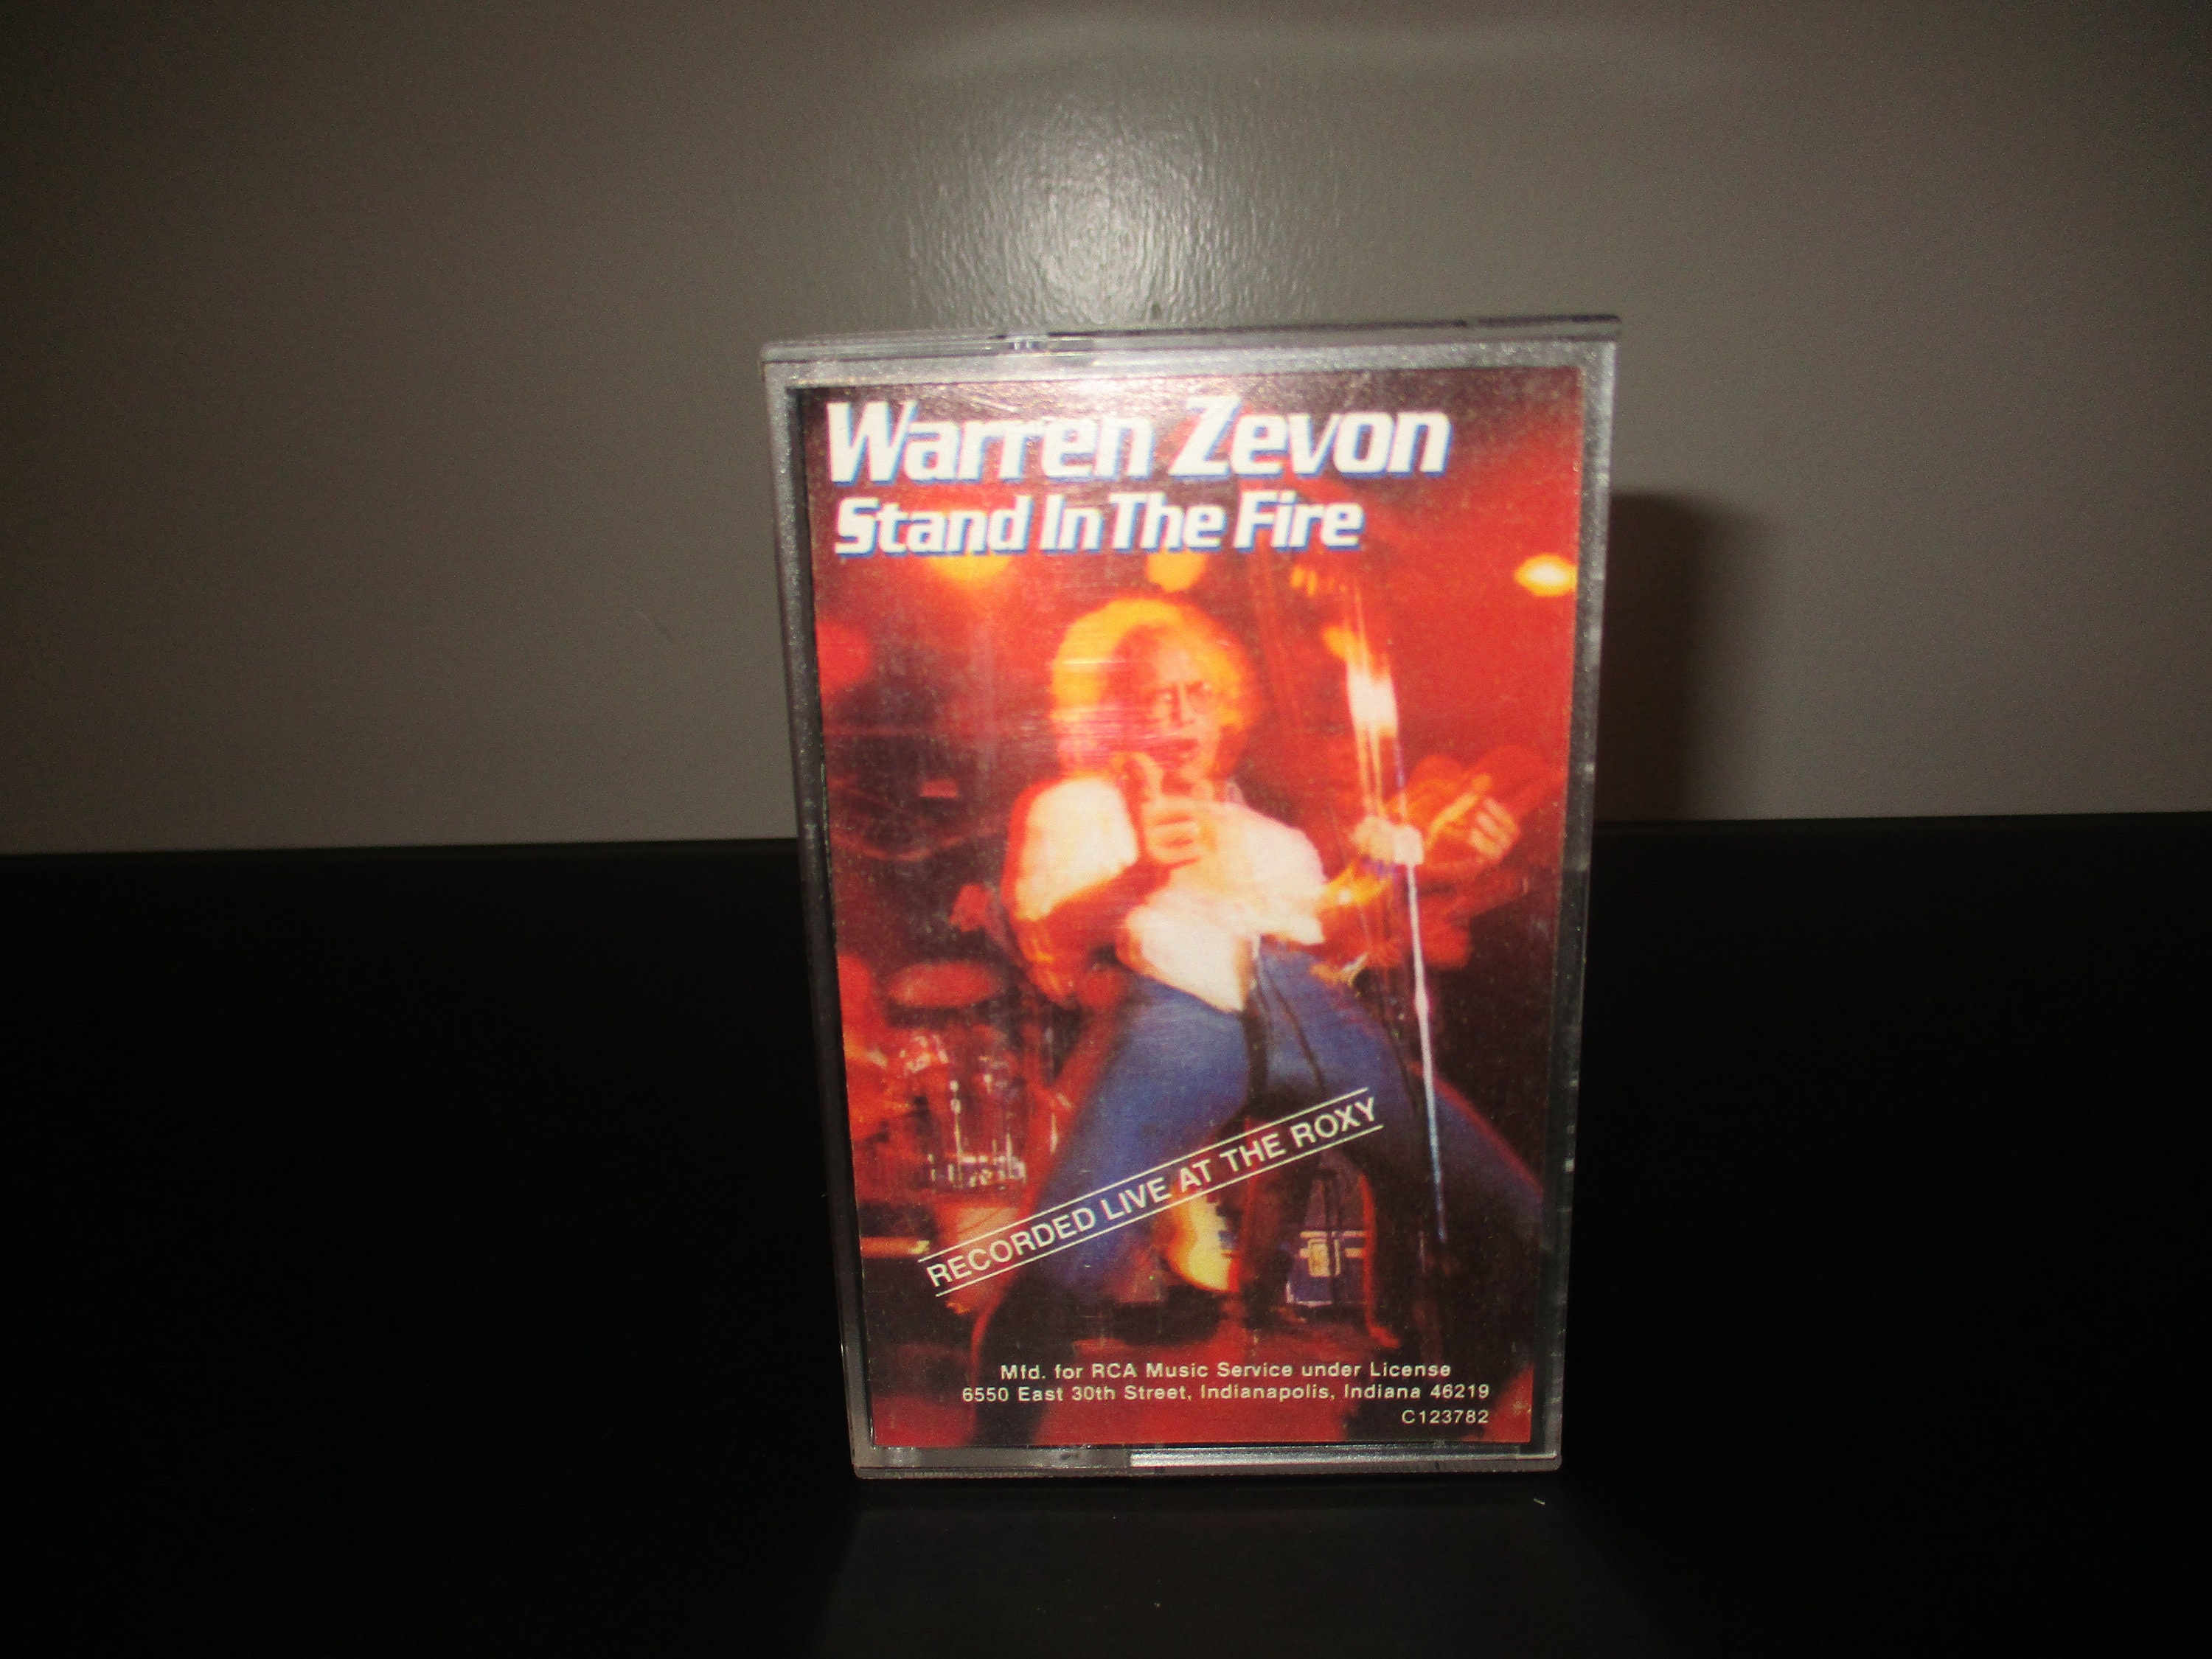 Warren Zevon
Stand In The Fire
RECORDED LIVE AT THE ROXY
Mfd. for RCA Music Service under License
6550 East 30th Street, Indianapolis, Indiana 46219
C123782